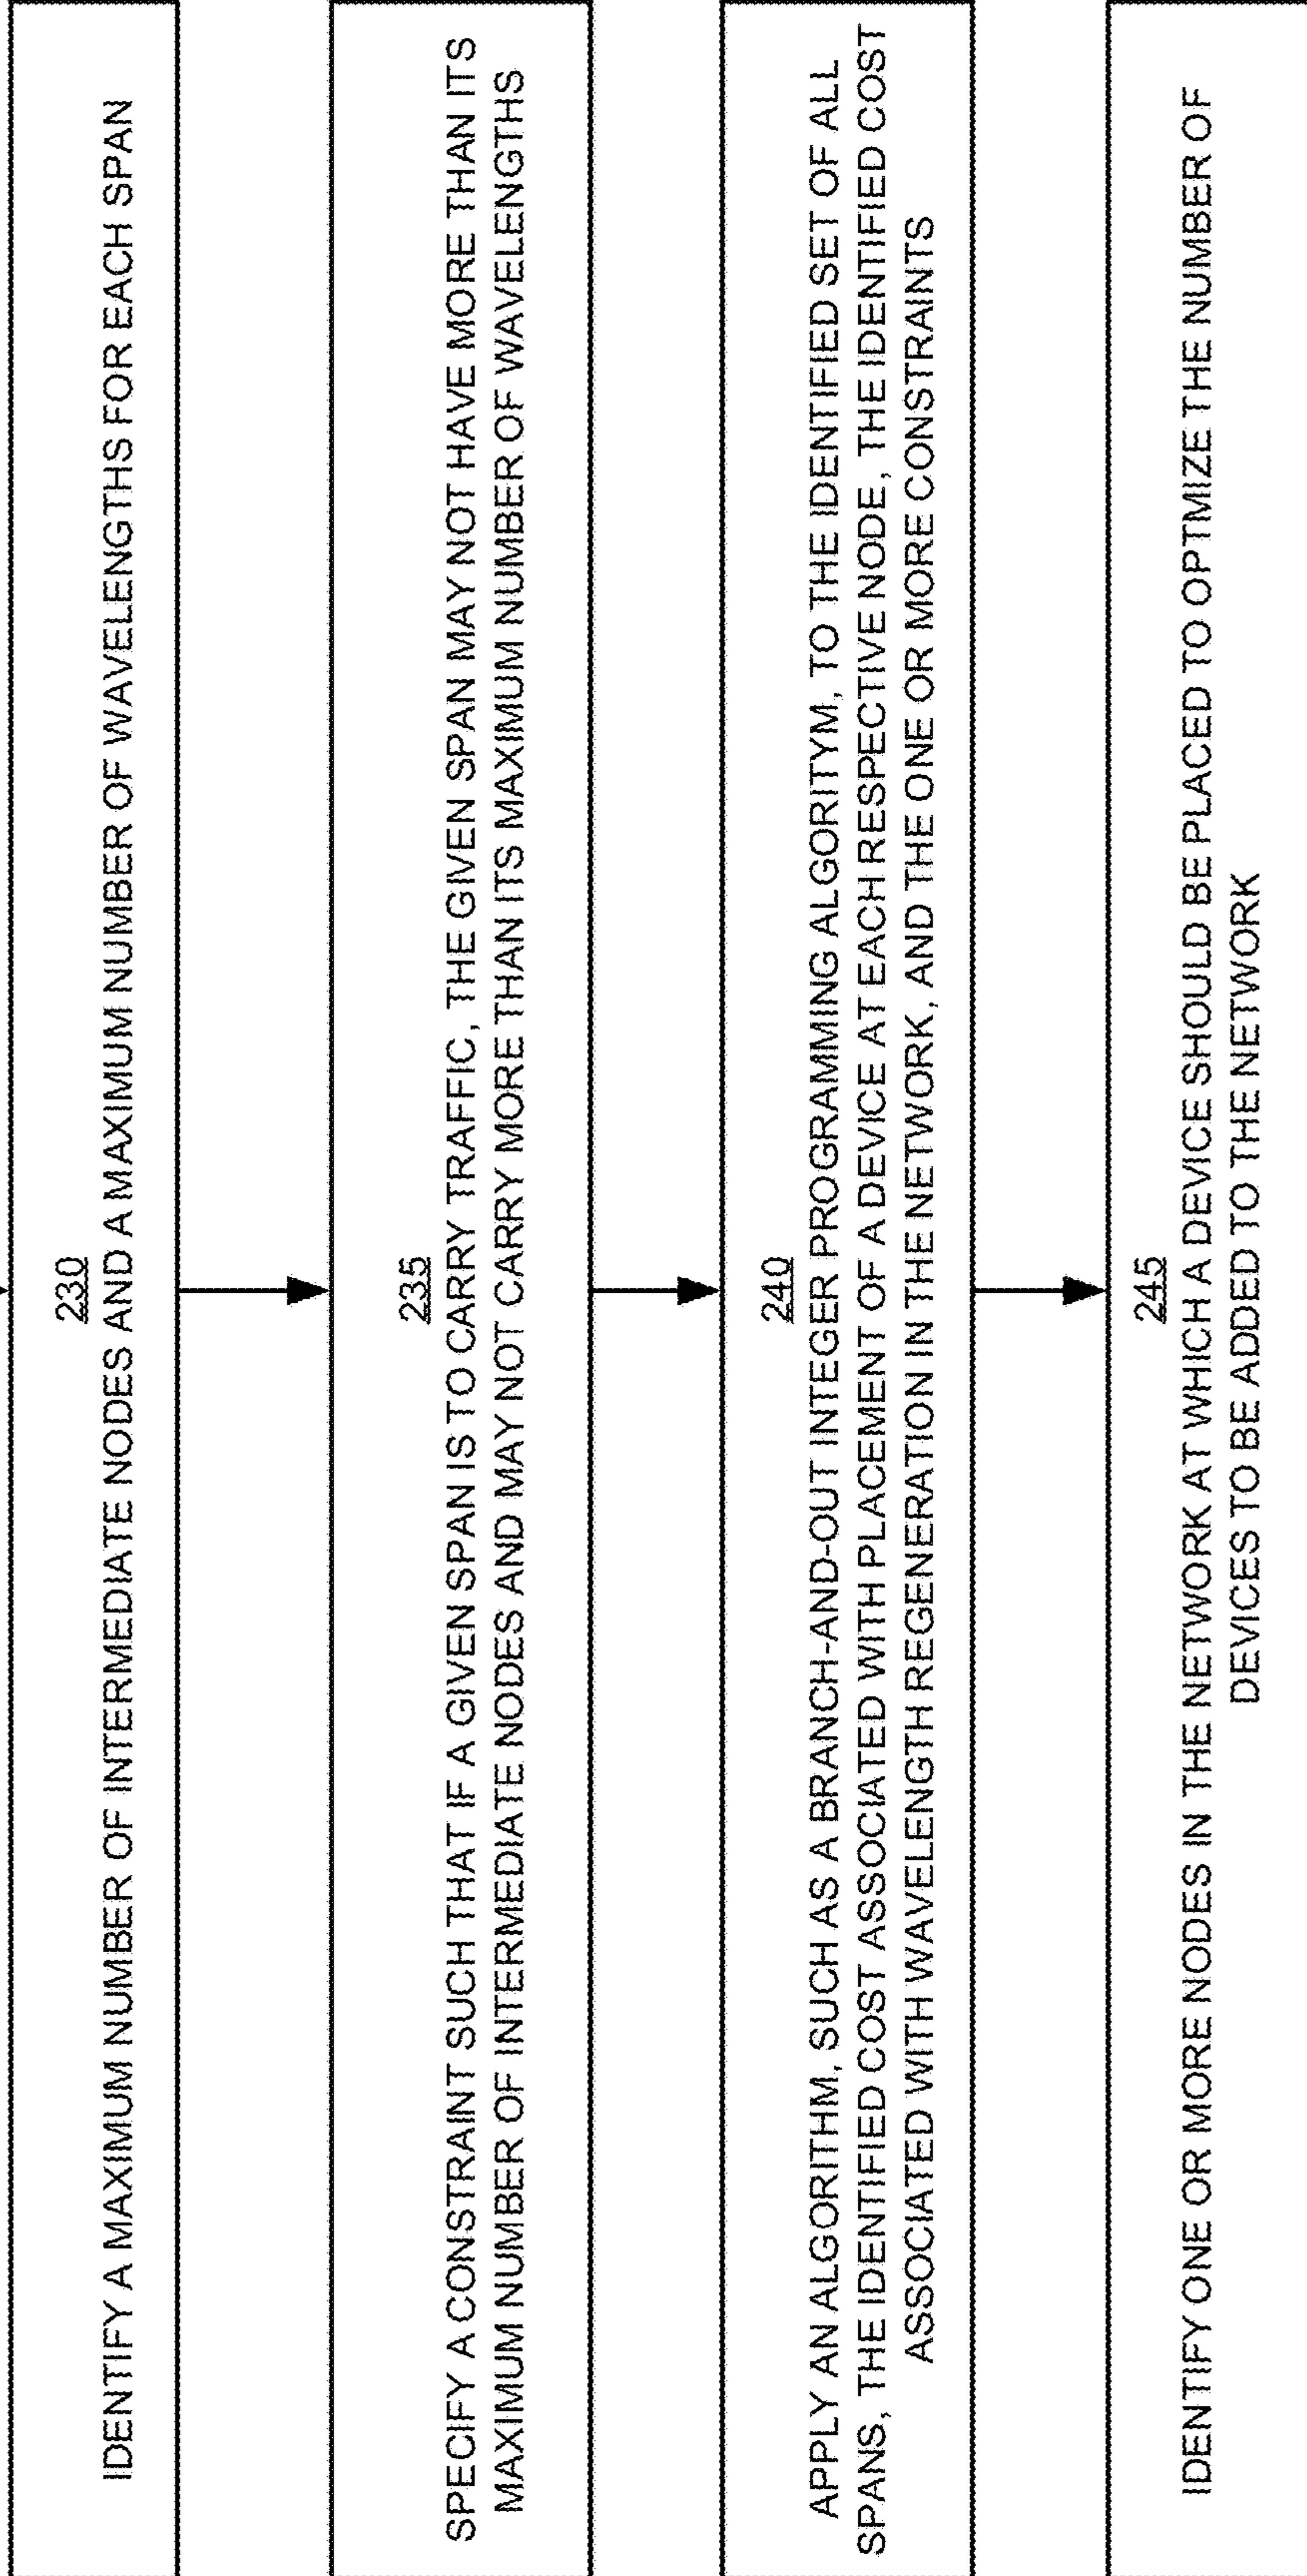 230
IDENTIFY A MAXIMUM NUMBER OF INTERMEDIATE NODES AND A MAXIMUM NUMBER OF WAVELENGTHS FOR EACH SPAN
235
SPECIFY A CONSTRAINT SUCH THAT IF A GIVEN SPAN IS TO CARRY TRAFFIC, THE GIVEN SPAN MAY NOT HAVE MORE THAN ITS
MAXIMUM NUMBER OF INTERMEDIATE NODES AND MAY NOT CARRY MORE THAN ITS MAXIMUM NUMBER OF WAVELENGTHS
240
APPLY AN ALGORITHM, SUCH AS A BRANCH-AND-OUT INTEGER PROGRAMMING ALGORITYM, TO THE IDENTIFIED SET OF ALL
SPANS, THE IDENTIFIED COST ASSOCIATED WITH PLACEMENT OF A DEVICE AT EACH RESPECTIVE NODE, THE IDENTIFIED COST
ASSOCIATED WITH WAVELENGTH REGENERATION IN THE NETWORK, AND THE ONE OR MORE CONSTRAINTS
245
IDENTIFY ONE OR MORE NODES IN THE NETWORK AT WHICH A DEVICE SHOULD BE PLACED TO OPTMIZE THE NUMBER OF
DEVICES TO BE ADDED TO THE NETWORK